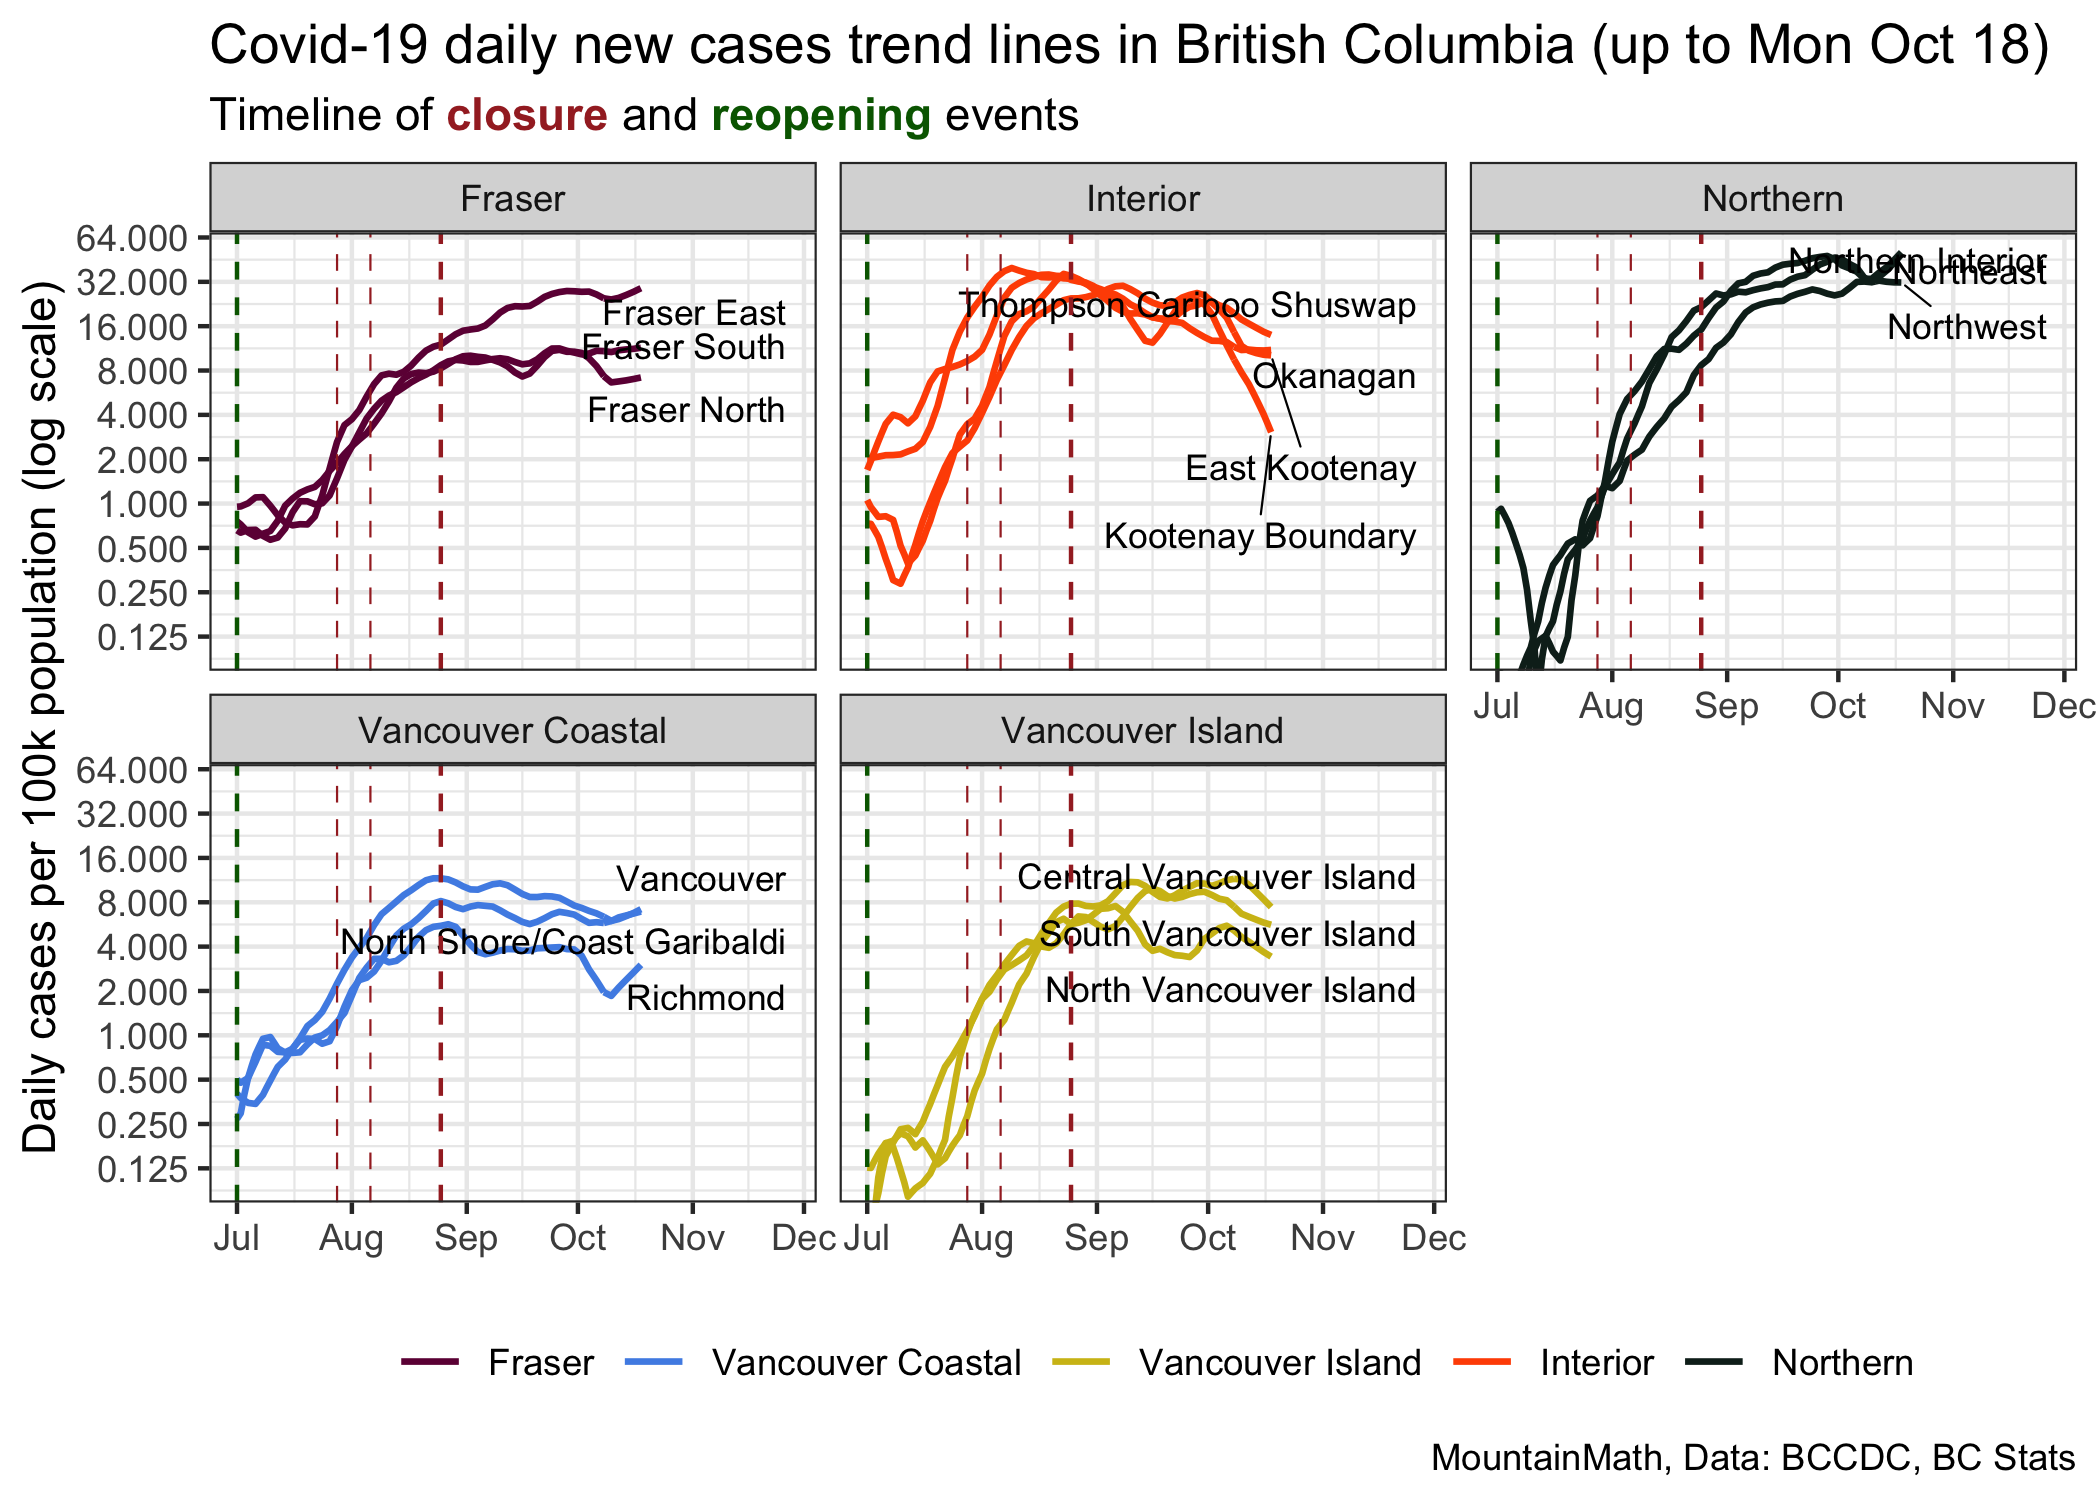 Covid-19 daily new cases trend lines in British Columbia (up to Mon Oct 18)
Timeline of closure and reopening events
Daily cases per 100k population (log scale)
Fraser
64.000
32.000
16.000
8.000
4.000
2.000
1.000
0.500
0.250
0.125
Fraser East
Fraser South
Fraser North
Interior
Thompson Cariboo Shuswap
Okanagan
East Kootenay
Kootenay Boundary
Northern
Northern Interior
Northeast
Northwest
Jul Aug Sep Oct Nov Dec
Vancouver Coastal
64.000
32.000
16.000
8.000
4.000
2.000
1.000
0.500
0.250
0.125
Vancouver
North Shore/Coast Garibaldi
Richmond
Jul Aug Sep Oct Nov Dec
Vancouver Island
Central Vancouver Island
South Vancouver Island
North Vancouver Island
Jul Aug Sep Oct Nov Dec
Fraser Vancouver Coastal Vancouver Island Interior Northern
MountainMath, Data: BCCDC, BC Stats